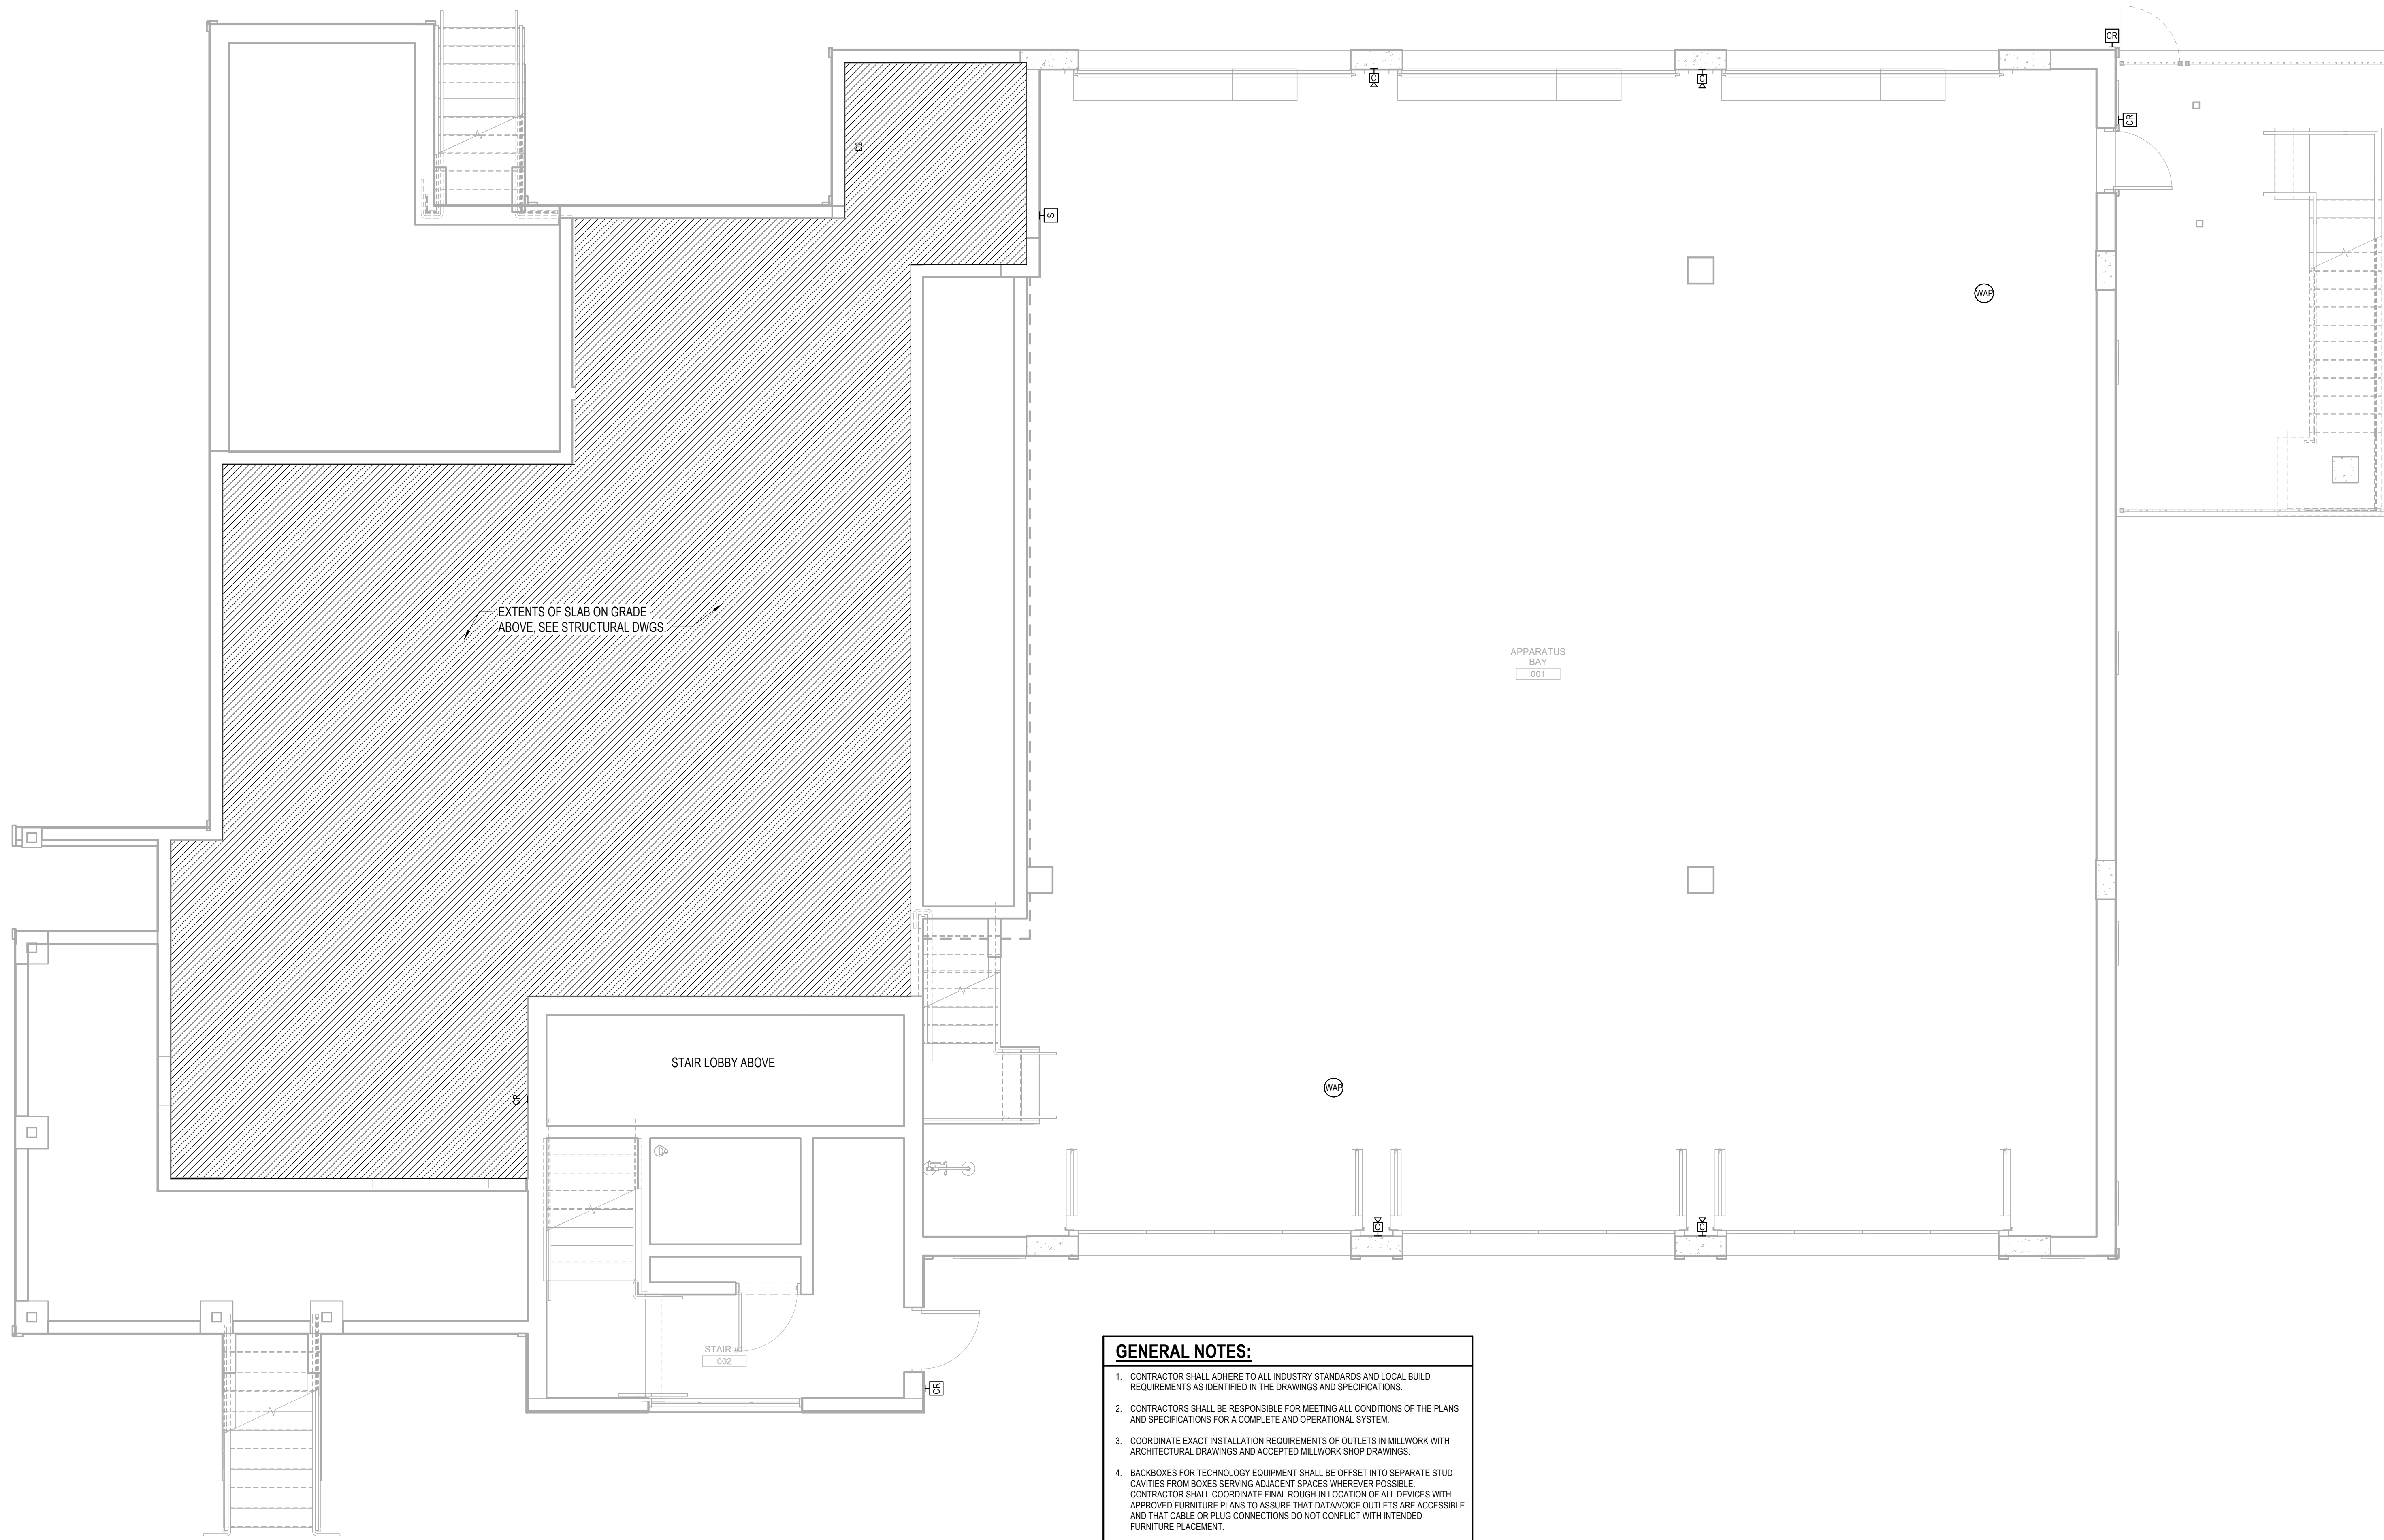 CR
C
C
CR
D2
S
WAP
EXTENTS OF SLAB ON GRADE
ABOVE, SEE STRUCTURAL DWGS.
APPARATUS
BAY
001
STAIR LOBBY ABOVE
WAP
CR
C
C
STAIR #1
002
CR
GENERAL NOTES:
1. CONTRACTOR SHALL ADHERE TO ALL INDUSTRY STANDARDS AND LOCAL BUILD
REQUIREMENTS AS IDENTIFIED IN THE DRAWINGS AND SPECIFICATIONS.
2. CONTRACTORS SHALL BE RESPONSIBLE FOR MEETING ALL CONDITIONS OF THE PLANS
AND SPECIFICATIONS FOR A COMPLETE AND OPERATIONAL SYSTEM.
3. COORDINATE EXACT INSTALLATION REQUIREMENTS OF OUTLETS IN MILLWORK WITH
ARCHITECTURAL DRAWINGS AND ACCEPTED MILLWORK SHOP DRAWINGS.
4. BACKBOXES FOR TECHNOLOGY EQUIPMENT SHALL BE OFFSET INTO SEPARATE STUD
CAVITIES FROM BOXES SERVING ADJACENT SPACES WHEREVER POSSIBLE.
CONTRACTOR SHALL COORDINATE FINAL ROUGH-IN LOCATION OF ALL DEVICES WITH
APPROVED FURNITURE PLANS TO ASSURE THAT DATA/VOICE OUTLETS ARE ACCESSIBLE
AND THAT CABLE OR PLUG CONNECTIONS DO NOT CONFLICT WITH INTENDED
FURNITURE PLACEMENT.